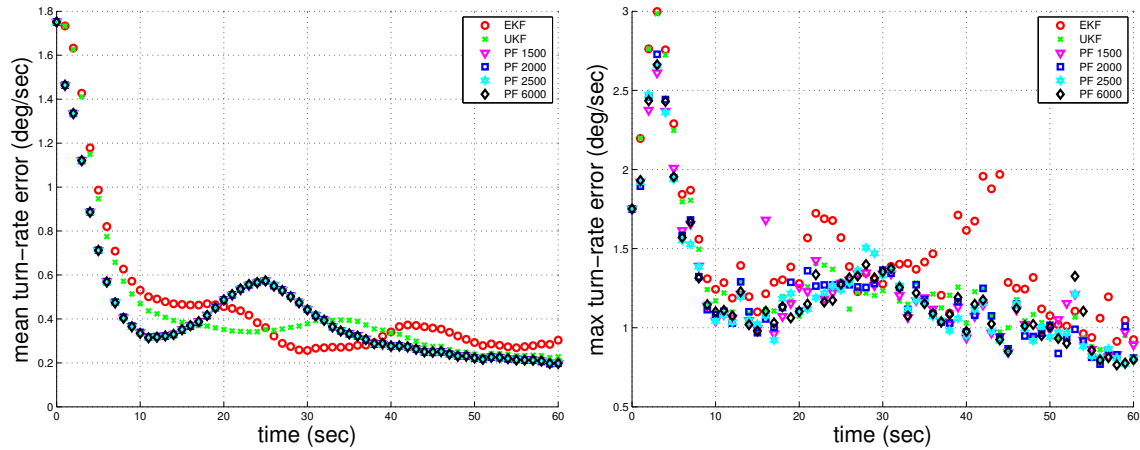 mean turn−rate error (deg/sec)
1.8
1.6
1.4
1.2
1
0.8
0.6
0.4
0.2
0
0 10 20 30 40 50 60
time (sec)
EKF
UKF
PF 1500
PF 2000
PF 2500
PF 6000
max turn−rate error (deg/sec)
3
2.5
2
1.5
1
0.5
0 10 20 30 40 50 60
time (sec)
EKF
UKF
PF 1500
PF 2000
PF 2500
PF 6000